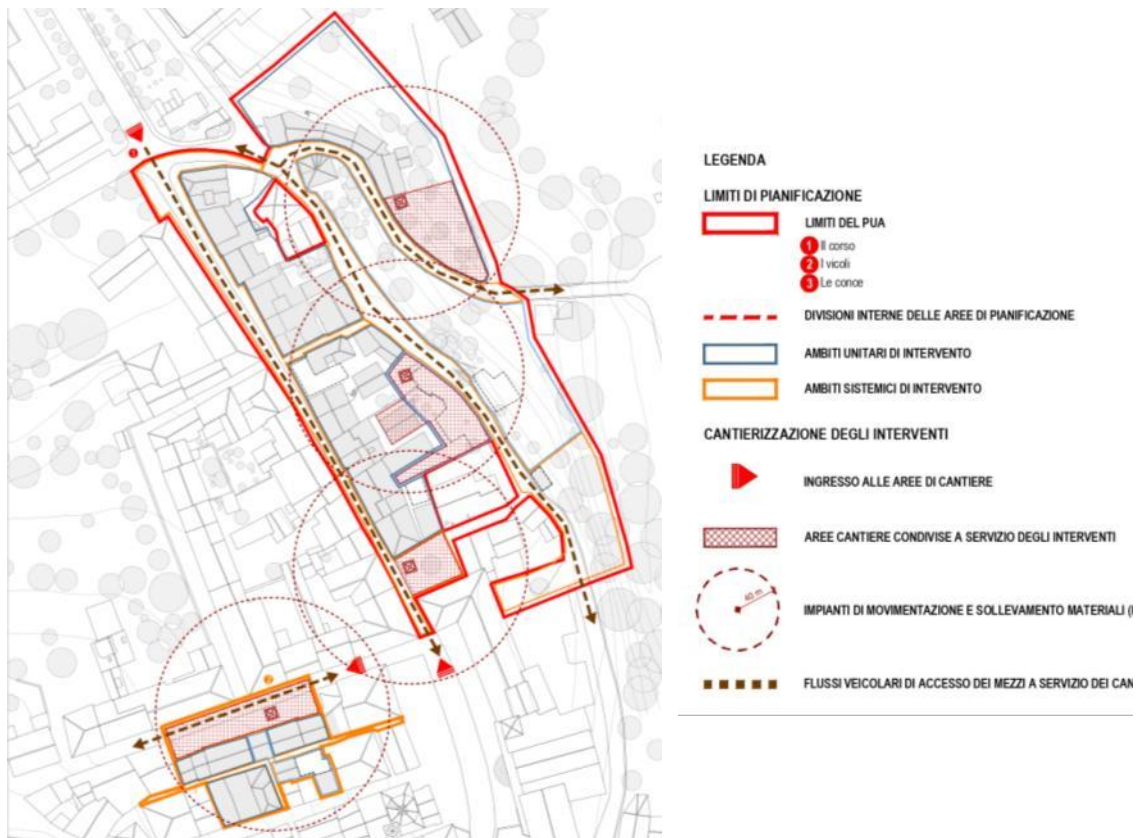 1
2
LEGENDA
LIMITI DI PIANIFICAZIONE
LIMITI DEL PUA
1 Il corso
2 I vicoli
3 Le conce
DIVISIONI INTERNE DELLE AREE DI PIANIFICAZIONE
AMBITI UNITARI DI INTERVENTO
AMBITI SISTEMICI DI INTERVENTO
CANTIERIZZAZIONE DEGLI INTERVENTI
INGRESSO ALLE AREE DI CANTIERE
AREE CANTIERE CONDIVISE A SERVIZIO DEGLI INTERVENTI
40 m
IMPIANTI DI MOVIMENTAZIONE E SOLLEVAMENTO MATERIALI (
FLUSSI VEICOLARI DI ACCESSO DEI MEZZI A SERVIZIO DEI CAN